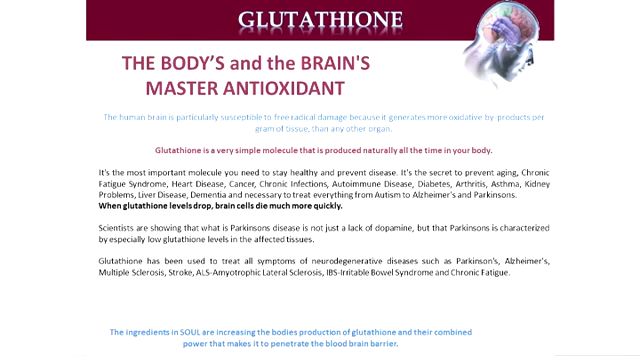 GLUTATHIONE
THE BODY'S and the BRAIN'S
MASTER ANTIOXIDANT
The human brain is particularly susceptible to free radical damage because it generates more oxidative by-products per
gram of tissue, than any other organ.
Glutathione is a very simple molecule that is produced naturally all the time in your body.
It's the most important molecule you need to stay healthy and prevent disease. It's the secret to prevent aging, Chronic
Fatigue Syndrome, Heart Disease, Cancer, Chronic Infections, Autoimmune Disease, Diabetes, Arthritis, Asthma, Kidney
Problems, Liver Disease, Dementia and necessary to treat everything from Autism to Alzheimer's and Parkinsons.
When glutathione levels drop, brain cells die much more quickly.
Scientists are showing that what is Parkinsons disease is not just a lack of dopamine, but that Parkinsons is characterized
by especially low glutathione levels in the affected tissues.
Glutathione has been used to treat all symptoms of neurodegenerative diseases such as Parkinson's, Alzheimer's,
Multiple Sclerosis, Stroke, ALS-Amyotrophic Lateral Sclerosis, IBS-Irritable Bowel Syndrome and Chronic Fatigue.
The ingredients in SOUL are increasing the bodies production of glutathione and their combined
power that makes it to penetrate the blood brain barrier.